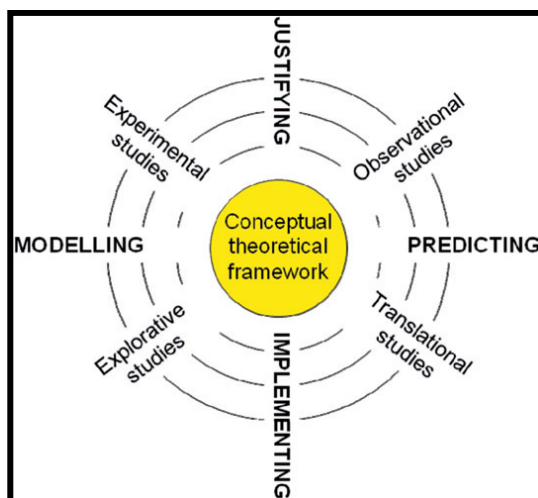 JUSTIFYING
Experimental
studies
Observational
studies
MODELLING
Conceptual
theoretical
framework
PREDICTING
Explorative
studies
Translational
studies
IMPLEMENTING